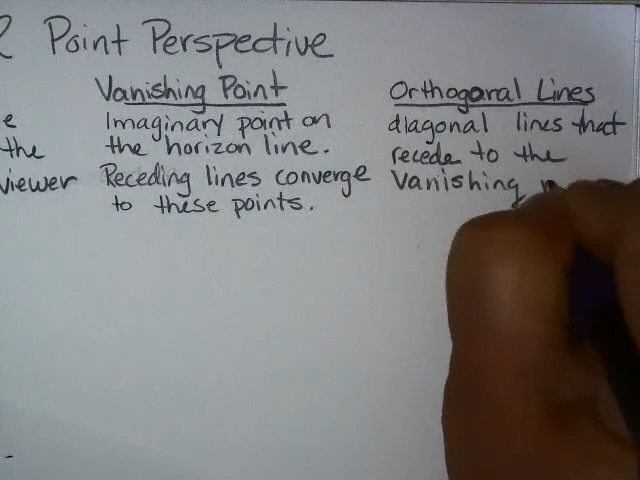 2 Point Perspective
Vanishing Point
Orthogonal Lines
e
Imaginary point on
diagonal lines that
the
the horizon line.
recede to the
viewer
Receding lines converge
Vanishing
to these points.